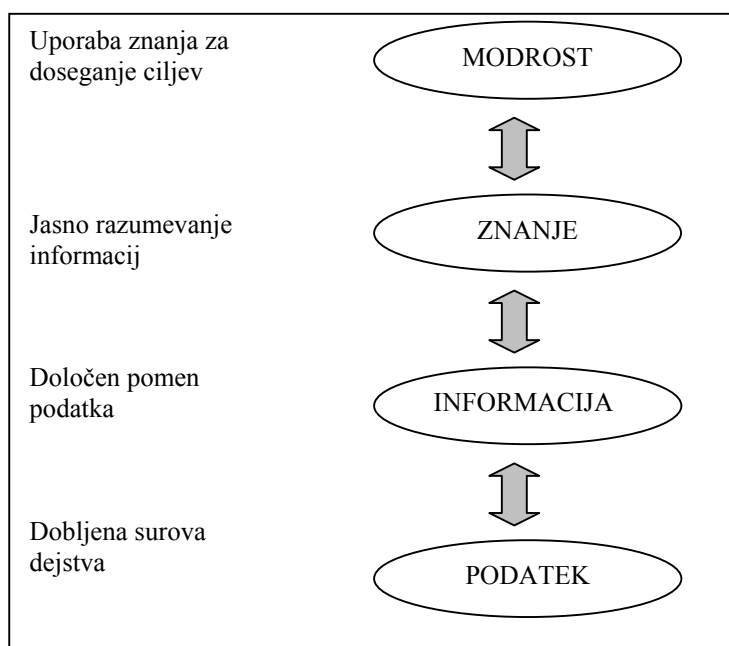 Uporaba znanja za
doseganje ciljev
MODROST
Jasno razumevanje
informacij
ZNANJE
Določen pomen
podatka
INFORMACIJA
Dobljena surova
dejstva
PODATEK